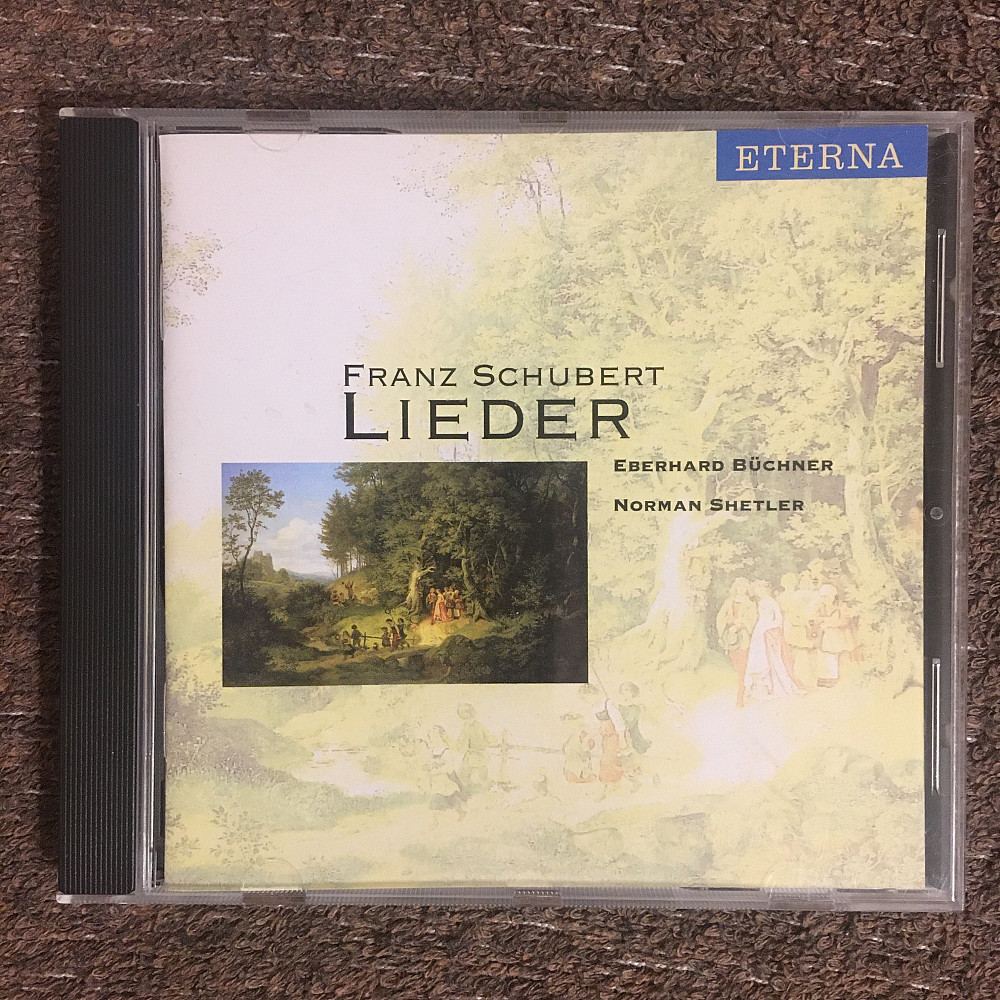 ETERNA
FRANZ SCHUBERT
LIEDER
EBERHARD BÜCHNER
NORMAN SHETLER